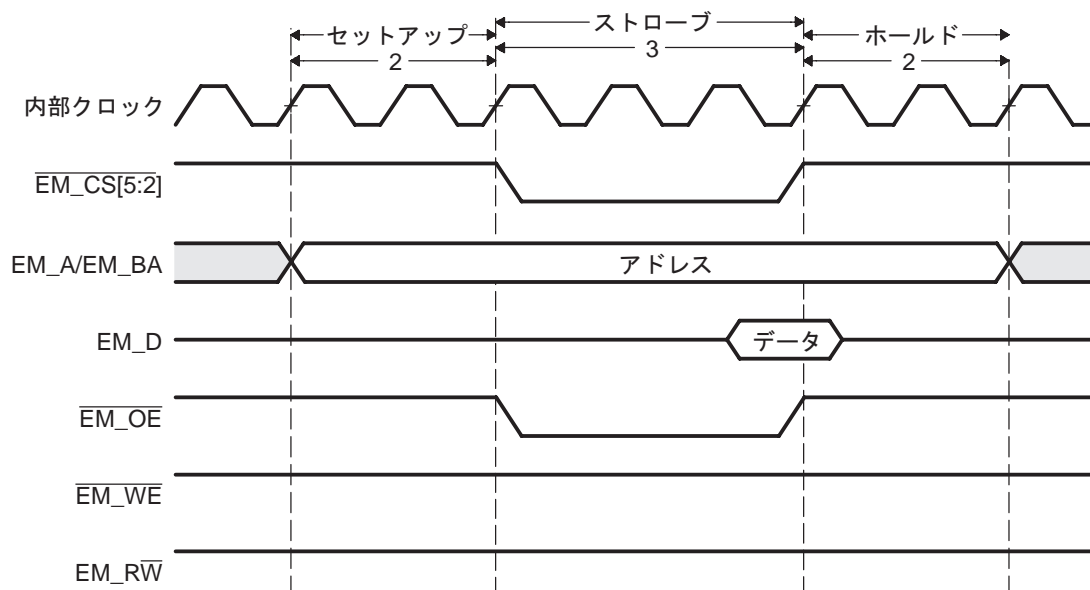 セットアップ
ストローブ
ホールド
2
3
2
内部クロック
EM_CS[5:2]
EM_A/EM_BA
アドレス
EM_D
データ
EM_OE
EM_WE
EM_RW